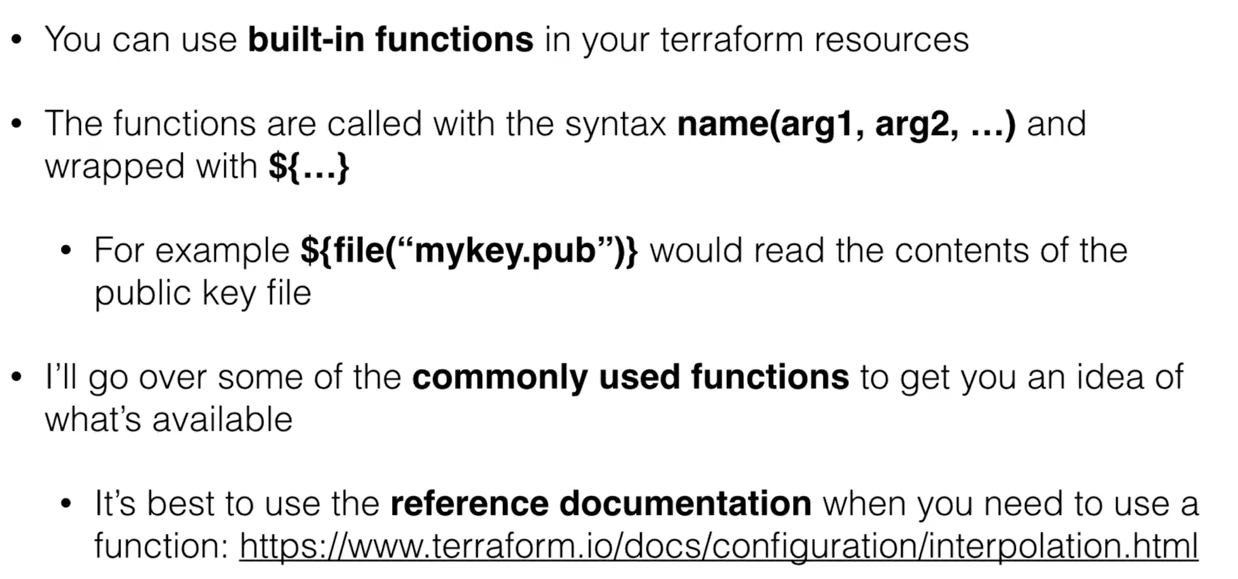 • You can use built-in functions in your terraform resources
• The functions are called with the syntax name(arg1, arg2, …) and
wrapped with ${…}
• For example ${file(“mykey.pub”)} would read the contents of the
public key file
• I’ll go over some of the commonly used functions to get you an idea of
what’s available
• It’s best to use the reference documentation when you need to use a
function: https://www.terraform.io/docs/configuration/interpolation.html